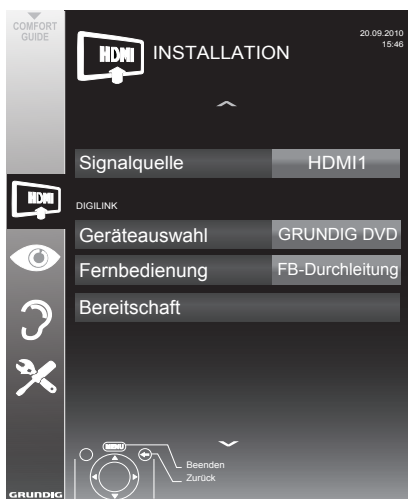 COMFORT
GUIDE
HDMI
INSTALLATION
20.09.2010
15:46
Signalquelle
HDMI1
HDMI
DIGILINK
Geräteauswahl
GRUNDIG DVD
Fernbedienung
FB-Durchleitung
Bereitschaft
MENU
Beenden
Zurück
GRUNDIG